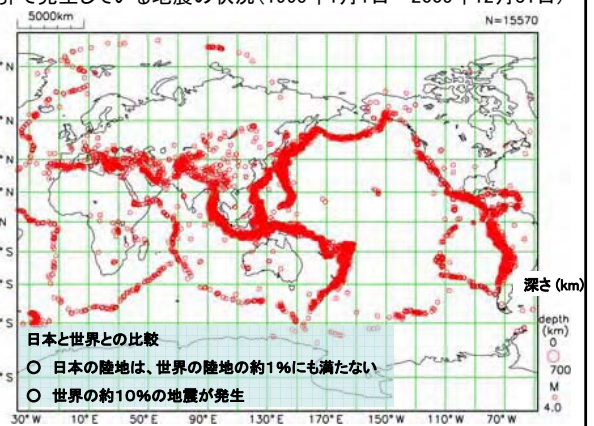 5000km
N=15570
深さ(km)
depth
(km)
0
700
M
4.0
日本と世界との比較
○ 日本の陸地は、世界の陸地の約1%にも満たない
○ 世界の約10%の地震が発生
30°W 10°E 50°E 90°E 130°E 170°E 150°W 110°W 70°W